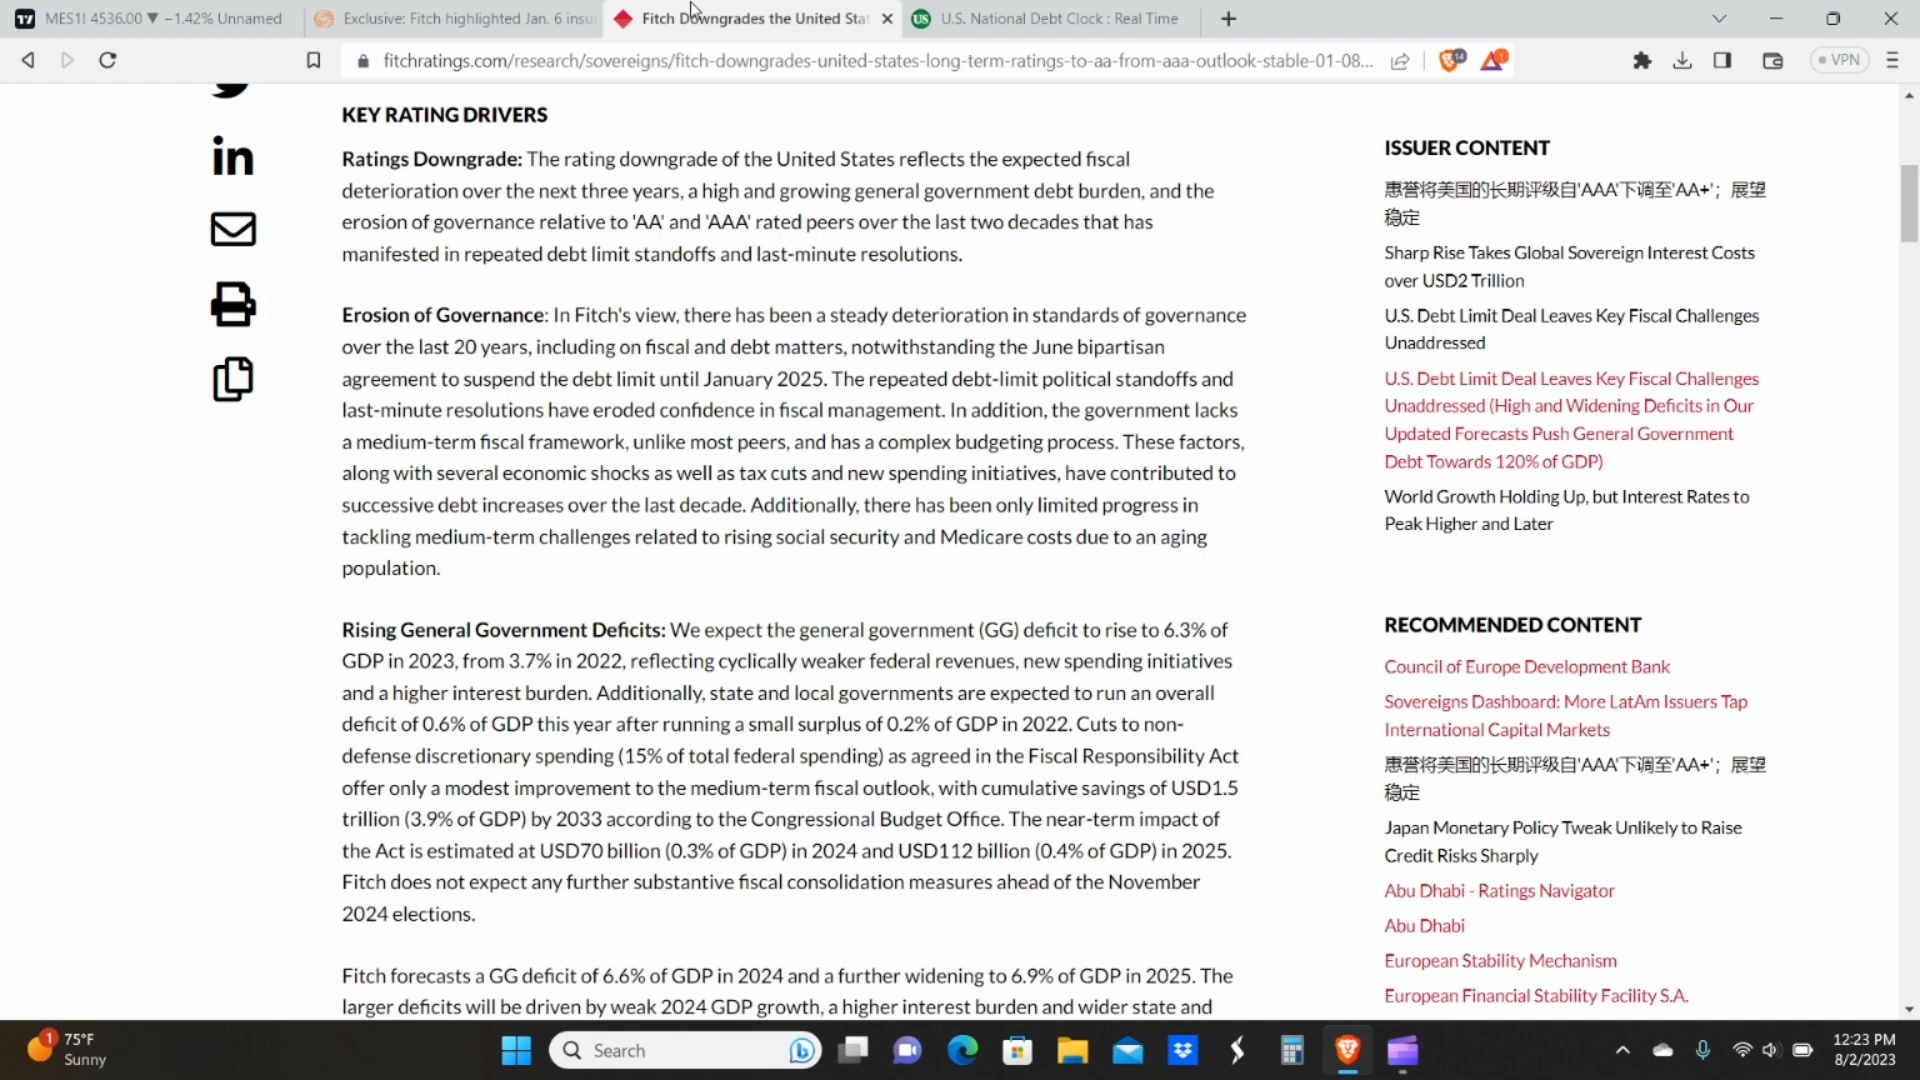 MES1! 4536.00 ▼ −1.42% Unnamed
Exclusive: Fitch highlighted Jan. 6 insu
Fitch Downgrades the United Stat
U.S. National Debt Clock : Real Time
fitchratings.com/research/sovereigns/fitch-downgrades-united-states-long-term-ratings-to-aa-from-aaa-outlook-stable-01-08...
14
1
VPN
in
KEY RATING DRIVERS
Ratings Downgrade: The rating downgrade of the United States reflects the expected fiscal
deterioration over the next three years, a high and growing general government debt burden, and the
erosion of governance relative to 'AA' and 'AAA' rated peers over the last two decades that has
manifested in repeated debt limit standoffs and last-minute resolutions.
Erosion of Governance: In Fitch's view, there has been a steady deterioration in standards of governance
over the last 20 years, including on fiscal and debt matters, notwithstanding the June bipartisan
agreement to suspend the debt limit until January 2025. The repeated debt-limit political standoffs and
last-minute resolutions have eroded confidence in fiscal management. In addition, the government lacks
a medium-term fiscal framework, unlike most peers, and has a complex budgeting process. These factors,
along with several economic shocks as well as tax cuts and new spending initiatives, have contributed to
successive debt increases over the last decade. Additionally, there has been only limited progress in
tackling medium-term challenges related to rising social security and Medicare costs due to an aging
population.
Rising General Government Deficits: We expect the general government (GG) deficit to rise to 6.3% of
GDP in 2023, from 3.7% in 2022, reflecting cyclically weaker federal revenues, new spending initiatives
and a higher interest burden. Additionally, state and local governments are expected to run an overall
deficit of 0.6% of GDP this year after running a small surplus of 0.2% of GDP in 2022. Cuts to non-
defense discretionary spending (15% of total federal spending) as agreed in the Fiscal Responsibility Act
offer only a modest improvement to the medium-term fiscal outlook, with cumulative savings of USD1.5
trillion (3.9% of GDP) by 2033 according to the Congressional Budget Office. The near-term impact of
the Act is estimated at USD70 billion (0.3% of GDP) in 2024 and USD112 billion (0.4% of GDP) in 2025.
Fitch does not expect any further substantive fiscal consolidation measures ahead of the November
2024 elections.
Fitch forecasts a GG deficit of 6.6% of GDP in 2024 and a further widening to 6.9% of GDP in 2025. The
larger deficits will be driven by weak 2024 GDP growth, a higher interest burden and wider state and
ISSUER CONTENT
惠誉将美国的长期评级自'AAA'下调至'AA+'；展望
稳定
Sharp Rise Takes Global Sovereign Interest Costs
over USD2 Trillion
U.S. Debt Limit Deal Leaves Key Fiscal Challenges
Unaddressed
U.S. Debt Limit Deal Leaves Key Fiscal Challenges
Unaddressed (High and Widening Deficits in Our
Updated Forecasts Push General Government
Debt Towards 120% of GDP)
World Growth Holding Up, but Interest Rates to
Peak Higher and Later
RECOMMENDED CONTENT
Council of Europe Development Bank
Sovereigns Dashboard: More LatAm Issuers Tap
International Capital Markets
惠誉将美国的长期评级自'AAA'下调至'AA+'；展望
稳定
Japan Monetary Policy Tweak Unlikely to Raise
Credit Risks Sharply
Abu Dhabi - Ratings Navigator
Abu Dhabi
European Stability Mechanism
European Financial Stability Facility S.A.
1
75°F
Sunny
Search
12:23 PM
8/2/2023